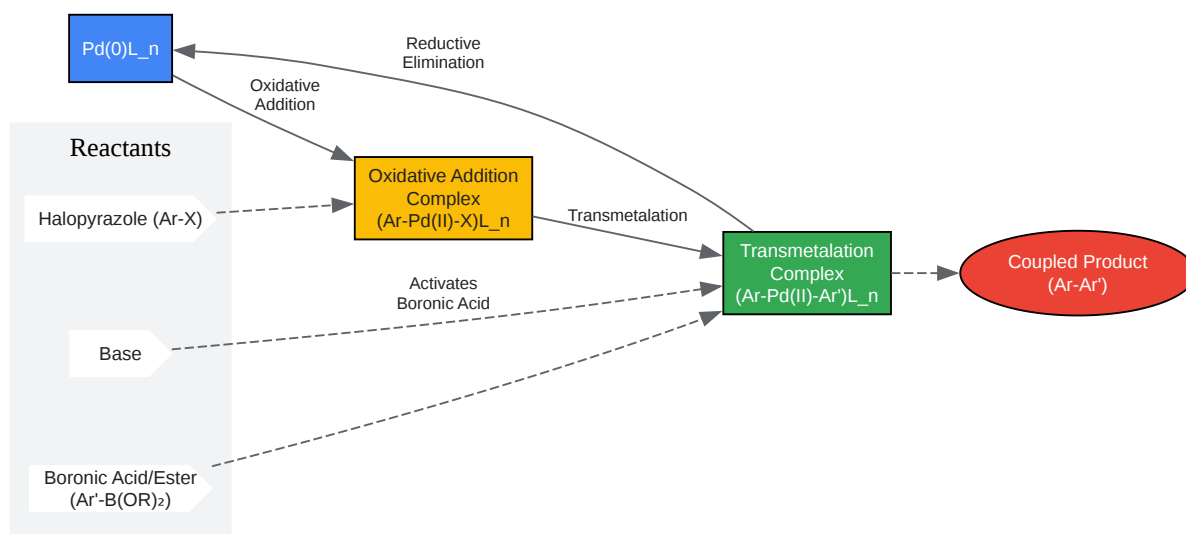 Pd(0)L_n
Reductive
Elimination
Oxidative
Addition
Reactants
Halopyrazole (Ar-X)
Oxidative Addition
Complex
(Ar-Pd(II)-X)L_n
Transmetalation
Transmetalation
Complex
(Ar-Pd(II)-Ar')L_n
Coupled Product
(Ar-Ar')
Activates
Boronic Acid
Base
Boronic Acid/Ester
(Ar'-B(OR)₂)